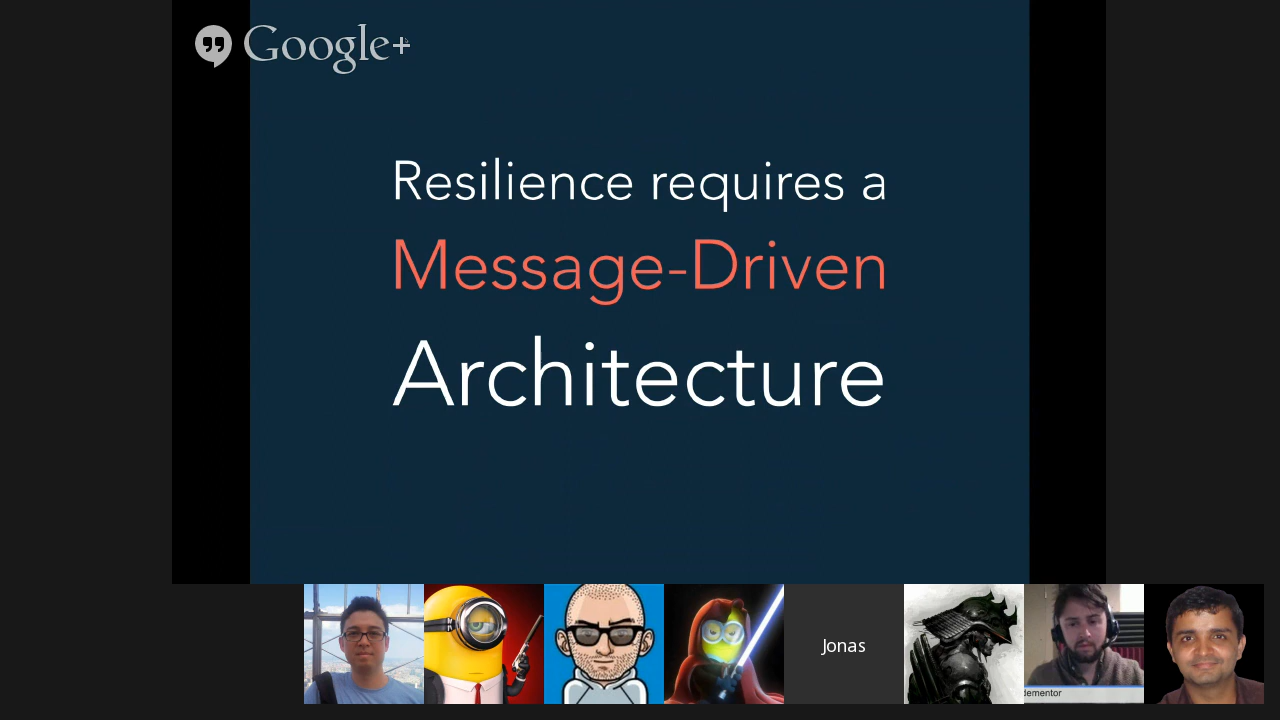 Google+
Resilience requires a
Message-Driven
Architecture
Jonas
dementor